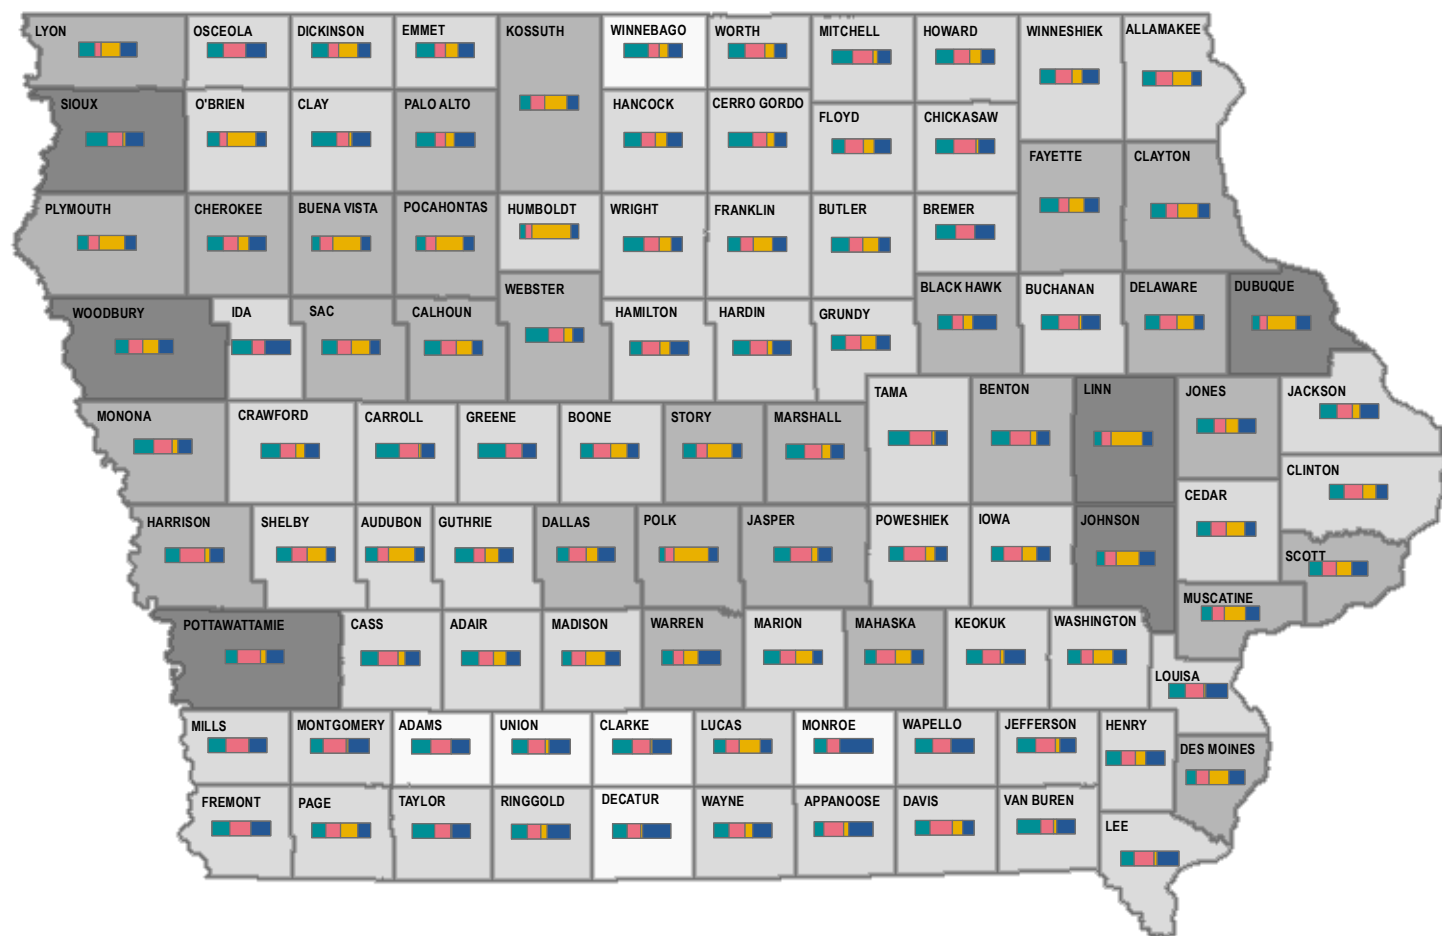 LYON
OSCEOLA
DICKINSON
EMMET
KOSSUTH
WINNEBAGO
WORTH
MITCHELL
HOWARD
WINNESHIEK
ALLAMAKEE
SIOUX
O'BRIEN
CLAY
PALO ALTO
HANCOCK
CERRO GORDO
FLOYD
CHICKASAW
FAYETTE
CLAYTON
PLYMOUTH
CHEROKEE
BUENA VISTA
POCAHONTAS
HUMBOLDT
WRIGHT
FRANKLIN
BUTLER
BREMER
WOODBURY
IDA
SAC
CALHOUN
WEBSTER
HAMILTON
HARDIN
GRUNDY
BLACK HAWK
BUCHANAN
DELAWARE
DUBUQUE
MONONA
CRAWFORD
CARROLL
GREENE
BOONE
STORY
MARSHALL
TAMA
BENTON
LINN
JONES
JACKSON
CLINTON
CEDAR
HARRISON
SHELBY
AUDUBON
GUTHRIE
DALLAS
POLK
JASPER
POWESHIEK
IOWA
JOHNSON
SCOTT
MUSCATINE
POTTAWATTAMIE
CASS
ADAIR
MADISON
WARREN
MARION
MAHASKA
KEOKUK
WASHINGTON
LOUISA
MILLS
MONTGOMERY
ADAMS
UNION
CLARKE
LUCAS
MONROE
WAPELLO
JEFFERSON
HENRY
DES MOINES
FREMONT
PAGE
TAYLOR
RINGGOLD
DECATUR
WAYNE
APPANOOSE
DAVIS
VAN BUREN
LEE